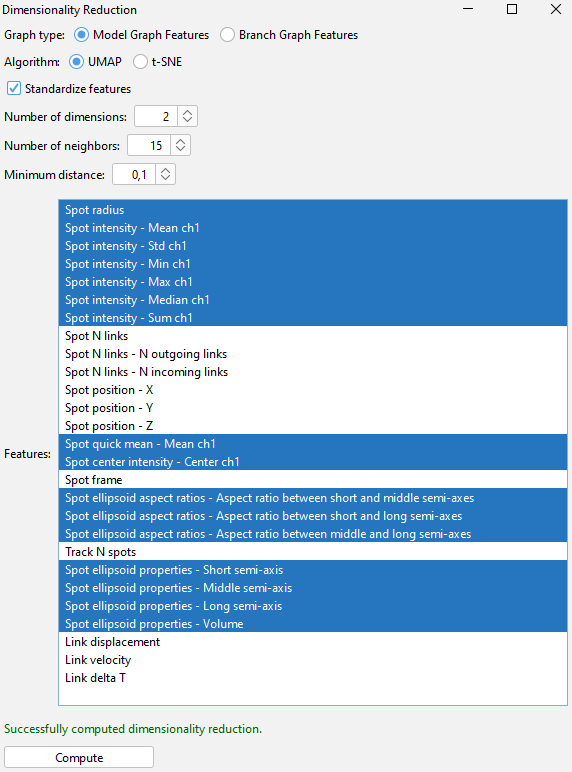 Dimensionality Reduction
Graph type: Model Graph Features Branch Graph Features
Algorithm: UMAP t-SNE
Standardize features
Number of dimensions: 2
Number of neighbors: 15
Minimum distance: 0,1
Spot radius
Spot intensity - Mean ch1
Spot intensity - Std ch1
Spot intensity - Min ch1
Spot intensity - Max ch1
Spot intensity - Median ch1
Spot intensity - Sum ch1
Spot N links
Spot N links - N outgoing links
Spot N links - N incoming links
Spot position - X
Spot position - Y
Spot position - Z
Spot quick mean - Mean ch1
Features: Spot center intensity - Center ch1
Spot frame
Spot ellipsoid aspect ratios - Aspect ratio between short and middle semi-axes
Spot ellipsoid aspect ratios - Aspect ratio between short and long semi-axes
Spot ellipsoid aspect ratios - Aspect ratio between middle and long semi-axes
Track N spots
Spot ellipsoid properties - Short semi-axis
Spot ellipsoid properties - Middle semi-axis
Spot ellipsoid properties - Long semi-axis
Spot ellipsoid properties - Volume
Link displacement
Link velocity
Link delta T
Successfully computed dimensionality reduction.
Compute